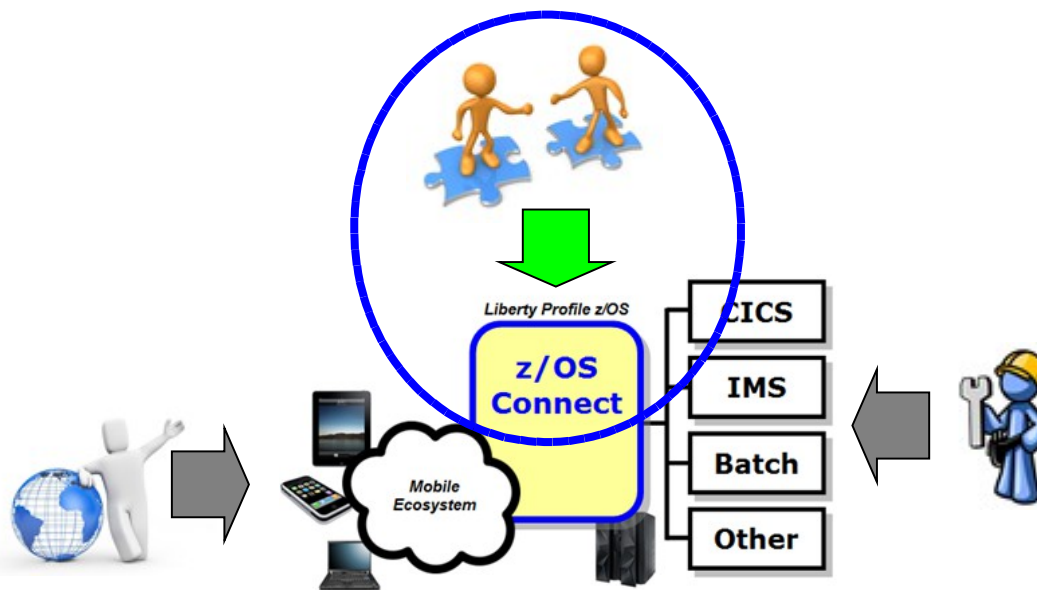 Liberty Profile z/OS
z/OS
Connect
CICS
IMS
Batch
Other
Mobile
Ecosystem